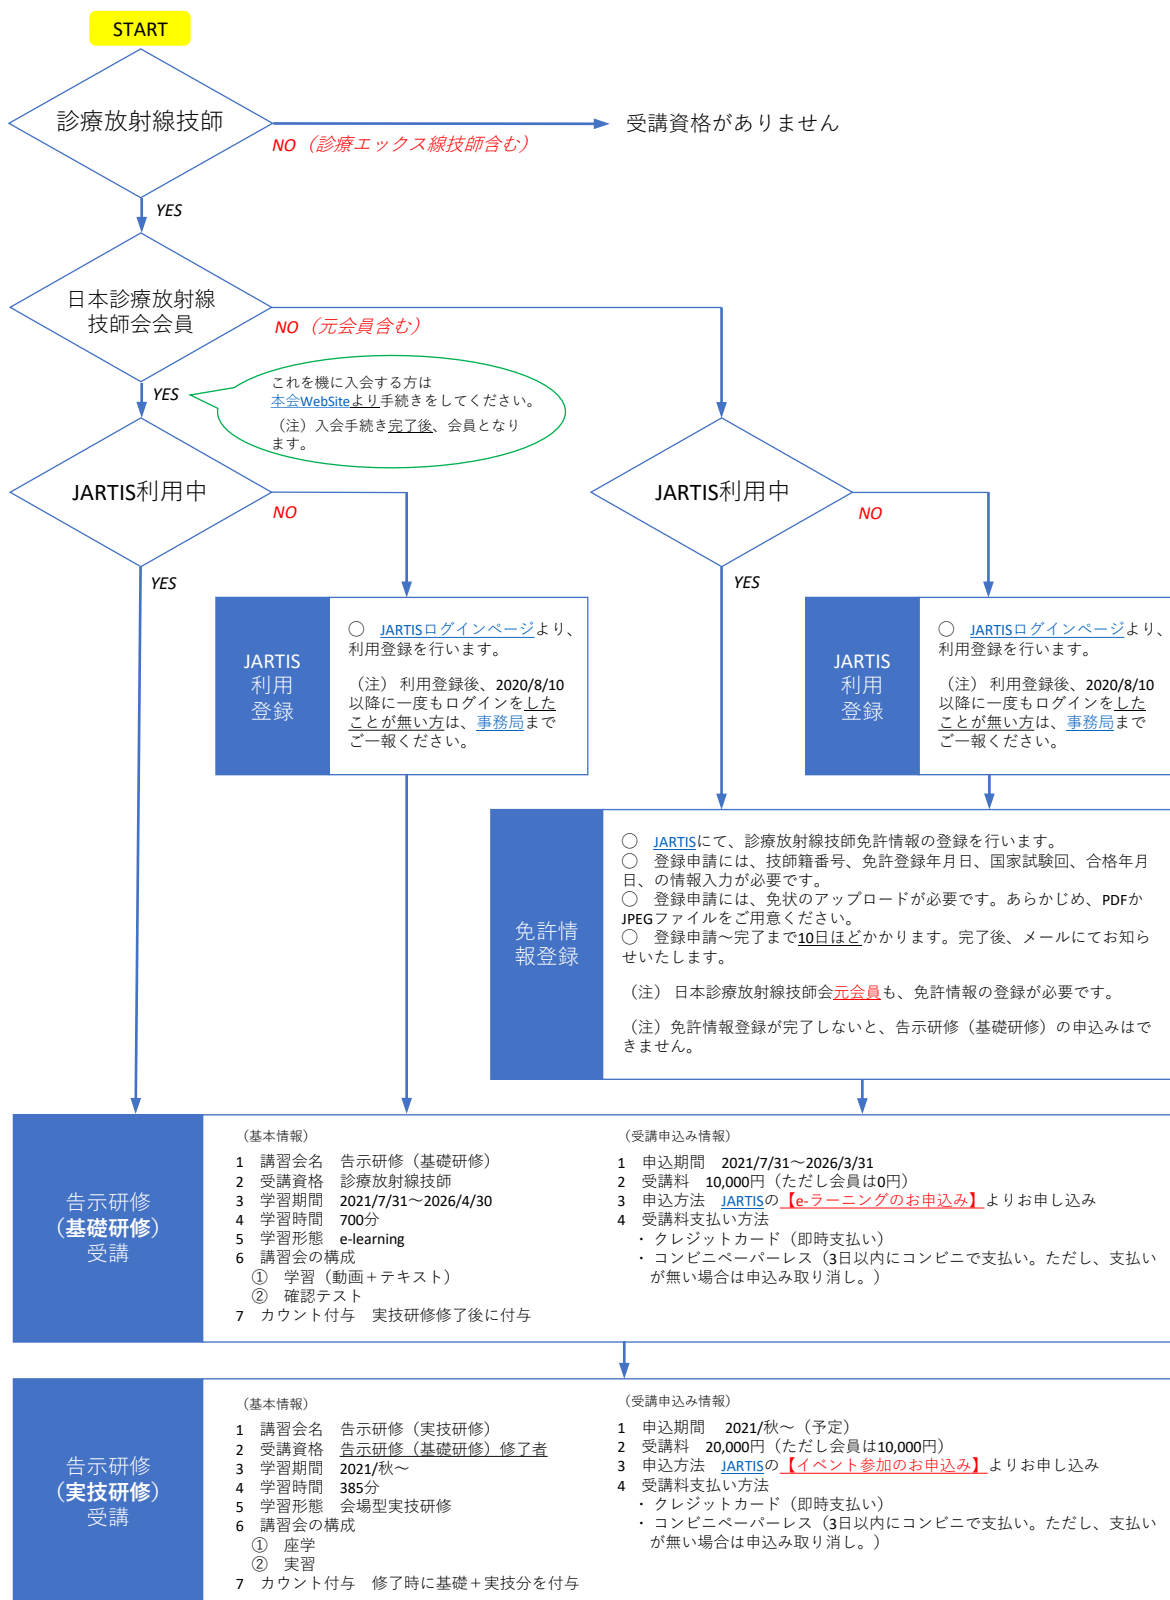 START
診療放射線技師
NO（診療エックス線技師含む）
受講資格がありません
YES
日本診療放射線
技師会会員
NO（元会員含む）
YES
これを機に入会する方は
本会WebSiteより手続きをしてください。
（注）入会手続き完了後、会員となり
ます。
JARTIS利用中
NO
YES
JARTIS利用中
NO
YES
JARTIS
利用
登録
○　JARTISログインページより、
利用登録を行います。
（注） 利用登録後、2020/8/10
以降に一度もログインをした
ことが無い方は、事務局まで
ご一報ください。
JARTIS
利用
登録
○　JARTISログインページより、
利用登録を行います。
（注） 利用登録後、2020/8/10
以降に一度もログインをした
ことが無い方は、事務局まで
ご一報ください。
免許情
報登録
○　JARTISにて、診療放射線技師免許情報の登録を行います。
○　登録申請には、技師籍番号、免許登録年月日、国家試験回、合格年月
日、の情報入力が必要です。
○　登録申請には、免状のアップロードが必要です。あらかじめ、PDFか
JPEGファイルをご用意ください。
○　登録申請～完了まで10日ほどかかります。完了後、メールにてお知ら
せいたします。
（注） 日本診療放射線技師会元会員も、免許情報の登録が必要です。
（注）免許情報登録が完了しないと、告示研修（基礎研修）の申込みはで
きません。
告示研修
（基礎研修）
受講
（基本情報）
1　講習会名　告示研修（基礎研修）
2　受講資格　診療放射線技師
3　学習期間　2021/7/31～2026/4/30
4　学習時間　700分
5　学習形態　e-learning
6　講習会の構成
①　学習（動画＋テキスト）
②　確認テスト
7　カウント付与　実技研修修了後に付与
（受講申込み情報）
1　申込期間　2021/7/31～2026/3/31
2　受講料　10,000円（ただし会員は0円）
3　申込方法　JARTISの【e-ラーニングのお申込み】よりお申し込み
4　受講料支払い方法
・クレジットカード（即時支払い）
・コンビニペーパーレス（3日以内にコンビニで支払い。ただし、支払い
が無い場合は申込み取り消し。）
告示研修
（実技研修）
受講
（基本情報）
1　講習会名　告示研修（実技研修）
2　受講資格　告示研修（基礎研修）修了者
3　学習期間　2021/秋～
4　学習時間　385分
5　学習形態　会場型実技研修
6　講習会の構成
①　座学
②　実習
7　カウント付与　修了時に基礎＋実技分を付与
（受講申込み情報）
1　申込期間　2021/秋～（予定）
2　受講料　20,000円（ただし会員は10,000円）
3　申込方法　JARTISの【イベント参加のお申込み】よりお申し込み
4　受講料支払い方法
・クレジットカード（即時支払い）
・コンビニペーパーレス（3日以内にコンビニで支払い。ただし、支払い
が無い場合は申込み取り消し。）